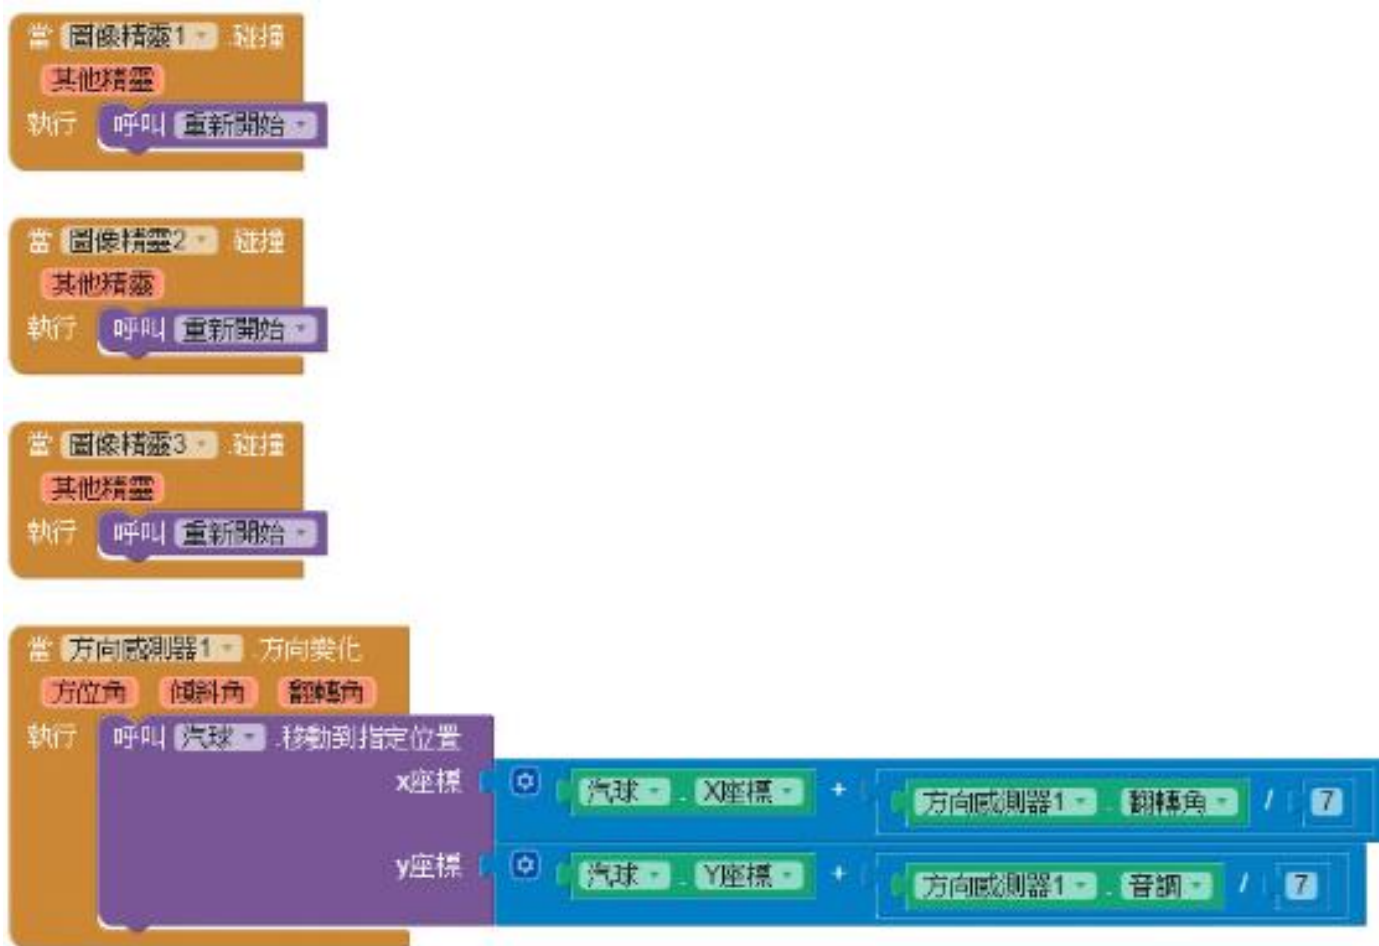 當 圖像精靈1 .碰撞
其他精靈
執行 呼叫 重新開始
當 圖像精靈2 .碰撞
其他精靈
執行 呼叫 重新開始
當 圖像精靈3 .碰撞
其他精靈
執行 呼叫 重新開始
當 方向感測器1 .方向變化
方位角 傾斜角 翻轉角
執行 呼叫 汽球 .移動到指定位置
x座標 汽球 . X座標 + 方向感測器1 . 翻轉角 / 7
y座標 汽球 . Y座標 + 方向感測器1 . 音調 / 7